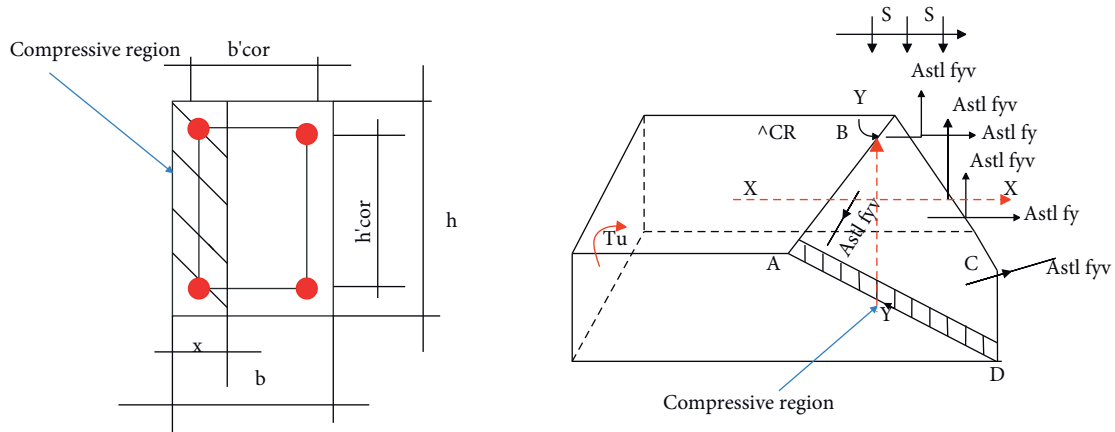 Compressive region
b'cor
h'cor
h
x
b
S
S
Astl fyv
Y
Astl fyv
^CR
B
Astl fy
Astl fyv
X
X
Astl fyv
Astl fy
Tu
A
C
Astl fyv
Y
D
Compressive region